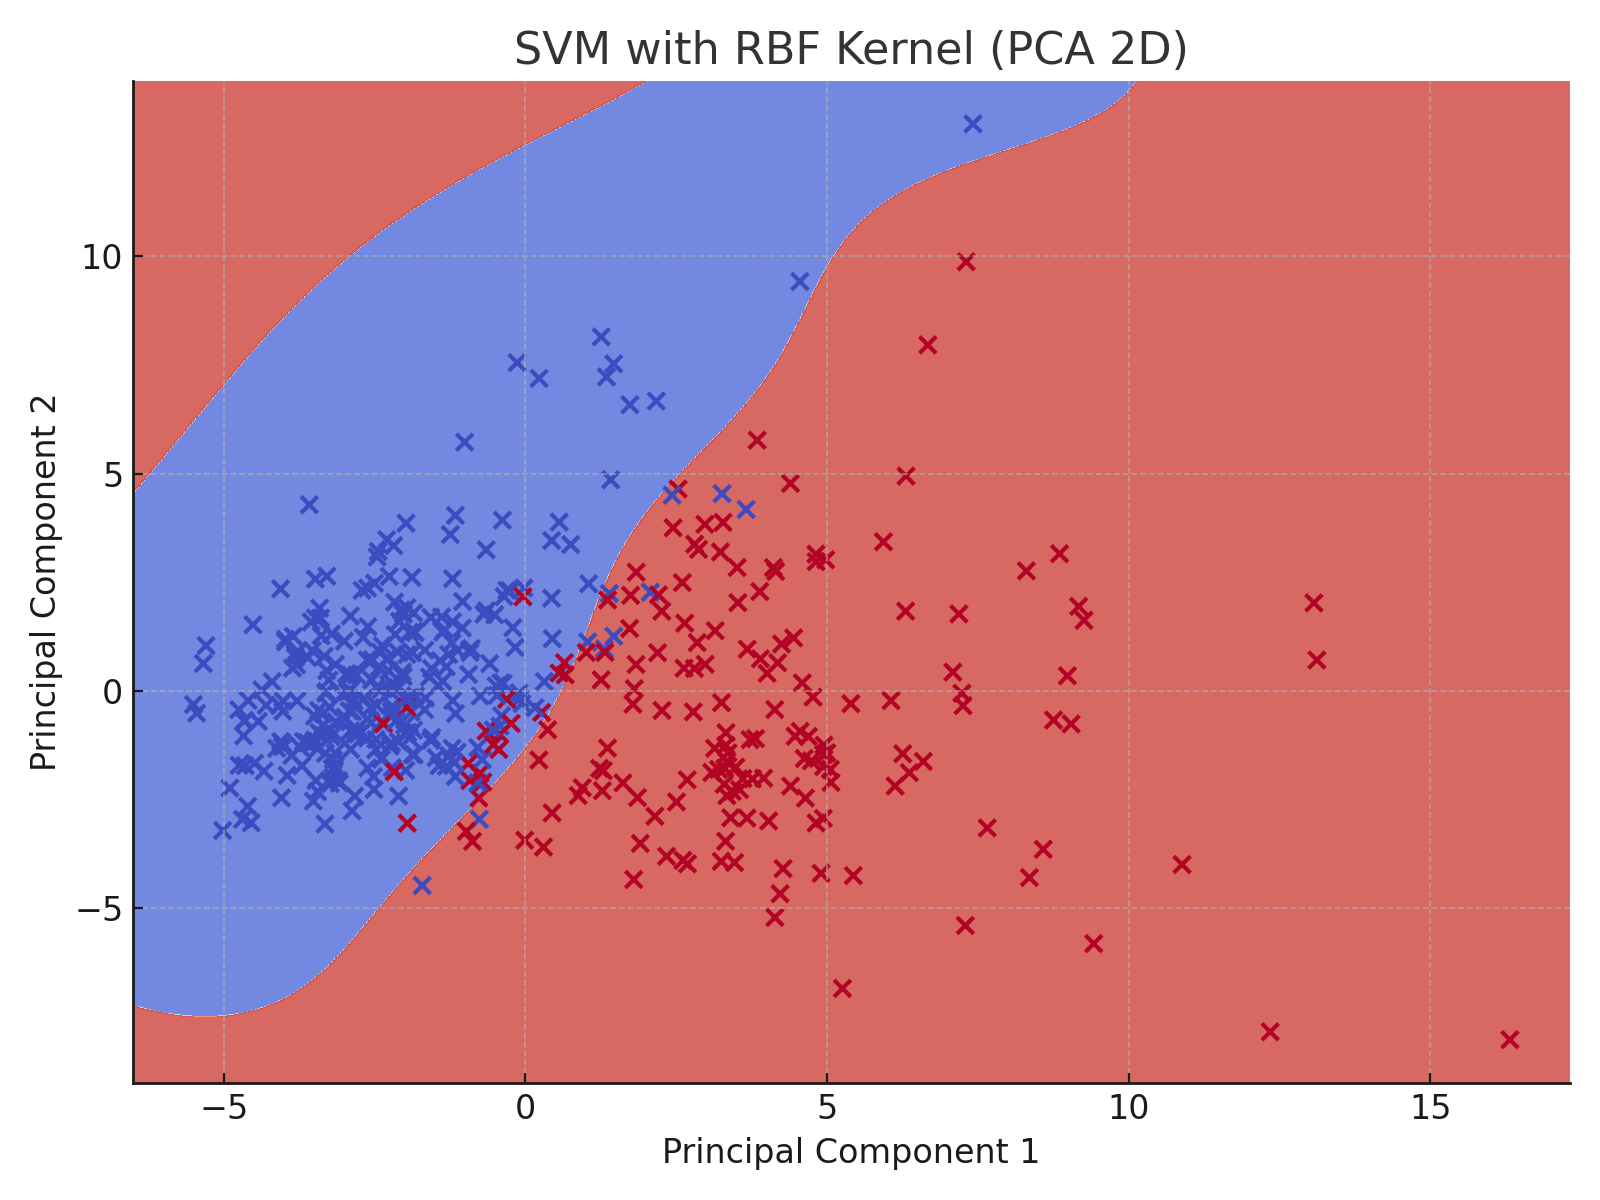 SVM with RBF Kernel (PCA 2D)
Principal Component 2
10
5
0
−5
−5 0 5 10 15
Principal Component 1